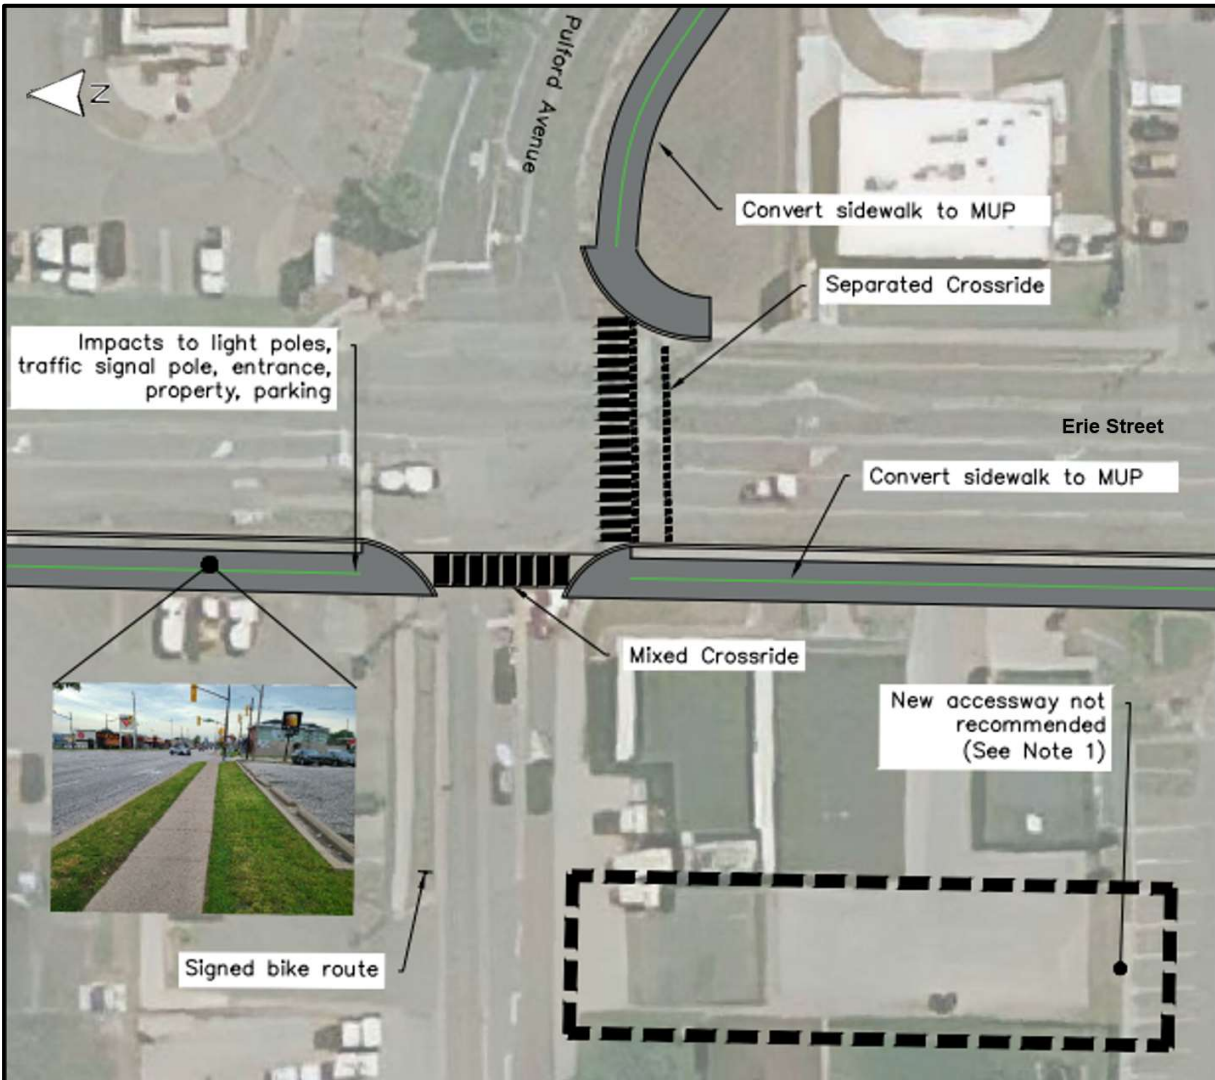 Pulford Avenue
N
Convert sidewalk to MUP
Separated Crossride
Impacts to light poles,
traffic signal pole, entrance,
property, parking
Erie Street
Convert sidewalk to MUP
Mixed Crossride
New accessway not
recommended
(See Note 1)
Signed bike route